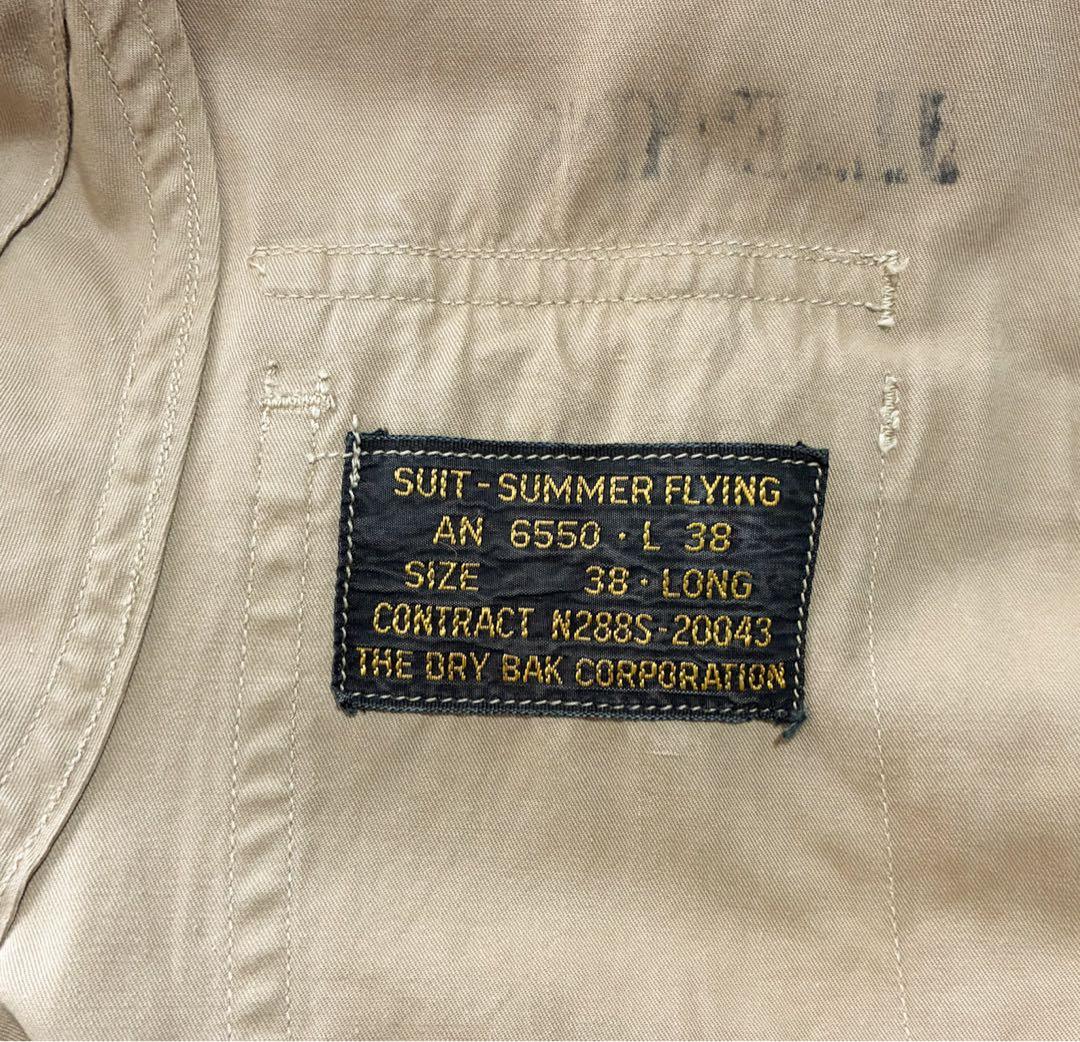 SUIT - SUMMER FLYING
AN 6550 · L 38
SIZE 38 · LONG
CONTRACT N288S-20043
THE DRY BAK CORPORATION